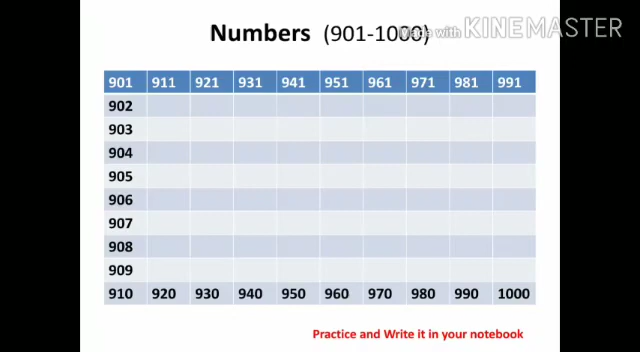 Numbers (901-1000)
Made with KINEMASTER
901 911 921 931 941 951 961 971 981 991
902
903
904
905
906
907
908
909
910 920 930 940 950 960 970 980 990 1000
Practice and Write it in your notebook